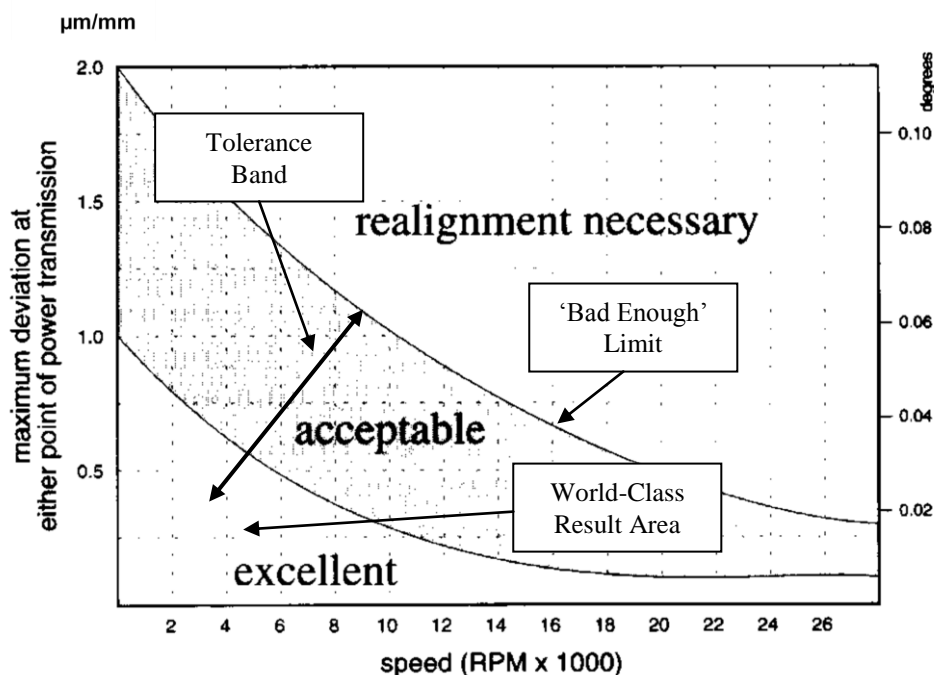 µm/mm
2.0
1.5
1.0
0.5
maximum deviation at
either point of power transmission
degrees
0.10
0.08
0.06
0.04
0.02
Tolerance
Band
realignment necessary
‘Bad Enough’
Limit
acceptable
World-Class
Result Area
excellent
2 4 6 8 10 12 14 16 18 20 22 24 26
speed (RPM x 1000)